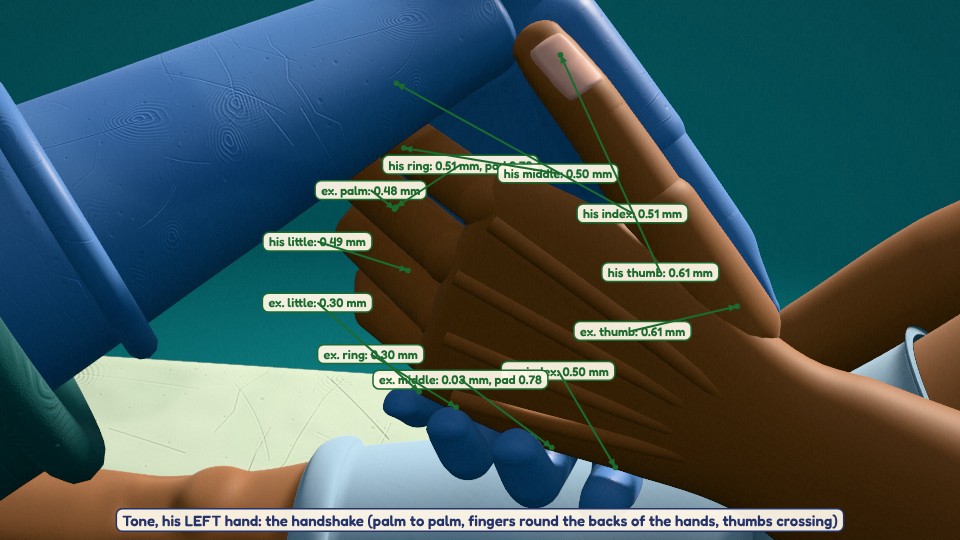 his ring: 0.51 mm, pad
his middle: 0.50 mm
ex. palm: 0.48 mm
his index: 0.51 mm
his little: 0.49 mm
his thumb: 0.61 mm
ex. little: 0.30 mm
ex. thumb: 0.61 mm
ex. ring: 0.30 mm
0.50 mm
ex. middle: 0.03 mm, pad 0.78
Tone, his LEFT hand: the handshake (palm to palm, fingers round the backs of the hands, thumbs crossing)